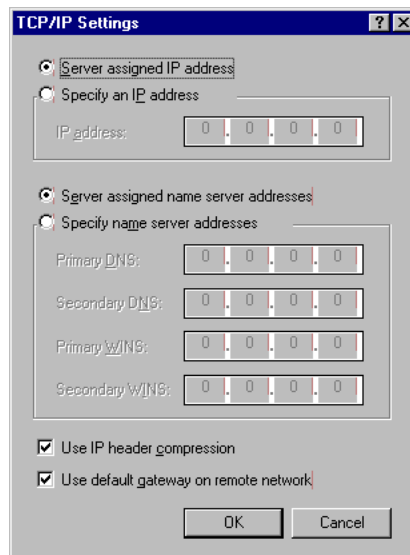 TCP/IP Settings
Server assigned IP address
Specify an IP address
IP address: 0 . 0 . 0 . 0
Server assigned name server addresses
Specify name server addresses
Primary DNS: 0 . 0 . 0 . 0
Secondary DNS: 0 . 0 . 0 . 0
Primary WINS: 0 . 0 . 0 . 0
Secondary WINS: 0 . 0 . 0 . 0
Use IP header compression
Use default gateway on remote network
OK Cancel